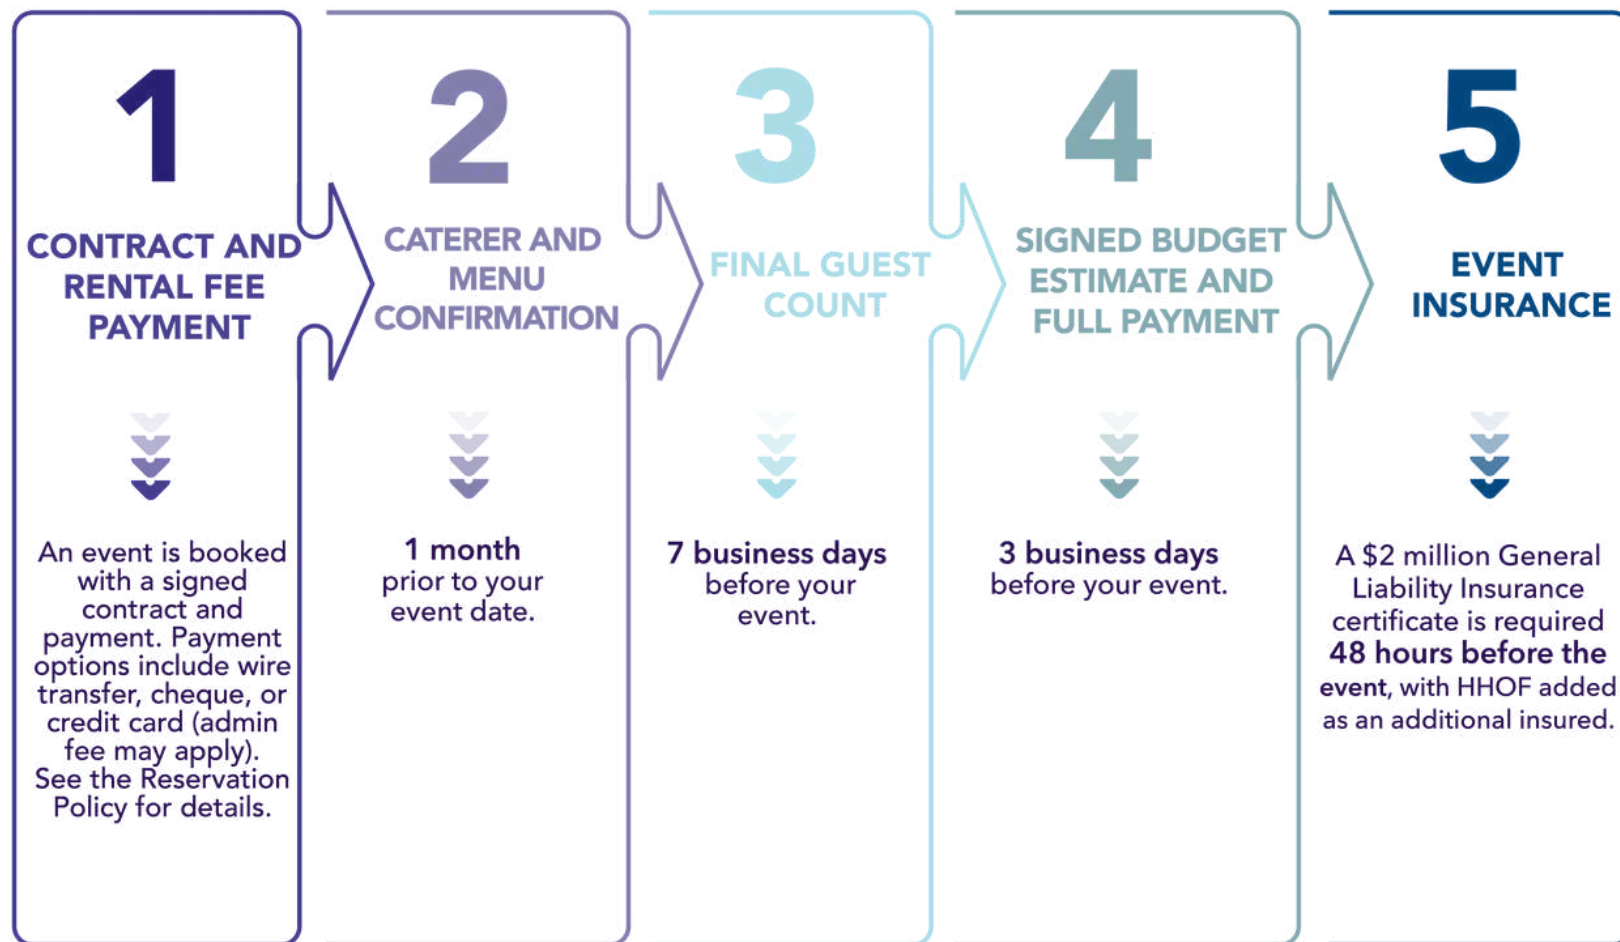 1
CONTRACT AND
RENTAL FEE
PAYMENT
An event is booked
with a signed
contract and
payment. Payment
options include wire
transfer, cheque, or
credit card (admin
fee may apply).
See the Reservation
Policy for details.
2
CATERER AND
MENU
CONFIRMATION
1 month
prior to your
event date.
3
FINAL GUEST
COUNT
7 business days
before your
event.
4
SIGNED BUDGET
ESTIMATE AND
FULL PAYMENT
3 business days
before your event.
5
EVENT
INSURANCE
A $2 million General
Liability Insurance
certificate is required
48 hours before the
event, with HHOF added
as an additional insured.